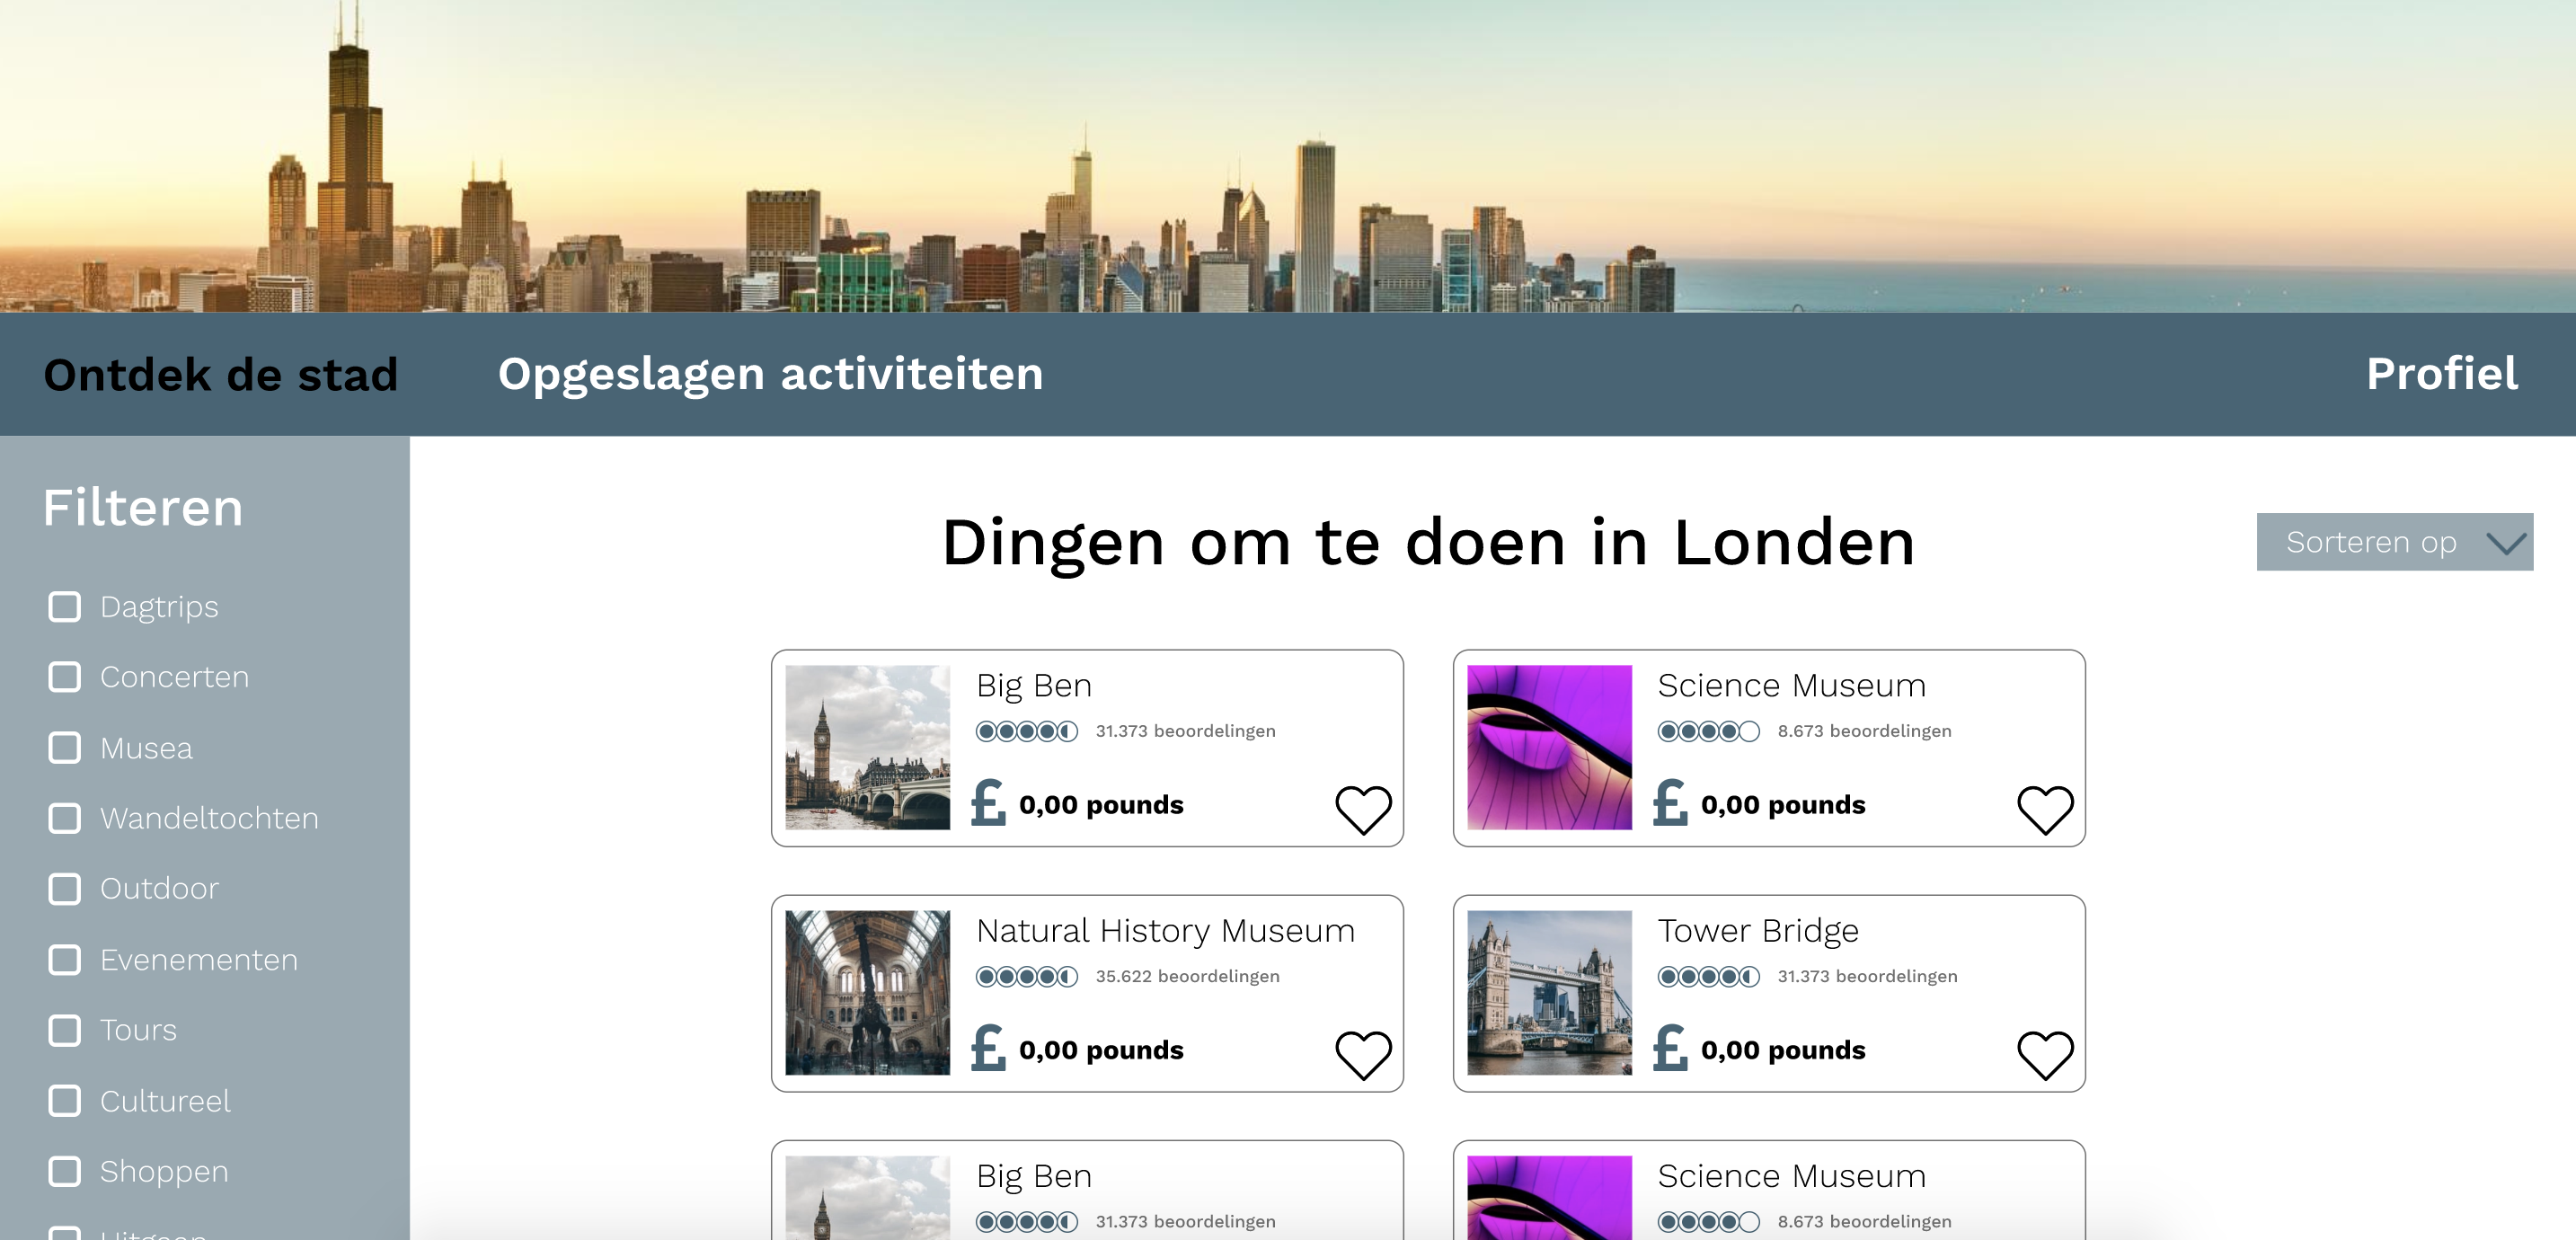 Ontdek de stad
Opgeslagen activiteiten
Profiel
Filteren
Dagtrips
Concerten
Musea
Wandeltochten
Outdoor
Evenementen
Tours
Cultureel
Shoppen
Dingen om te doen in Londen
Sorteren op
Big Ben
31.373 beoordelingen
£ 0,00 pounds
Science Museum
8.673 beoordelingen
£ 0,00 pounds
Natural History Museum
35.622 beoordelingen
£ 0,00 pounds
Tower Bridge
31.373 beoordelingen
£ 0,00 pounds
Big Ben
31.373 beoordelingen
Science Museum
8.673 beoordelingen